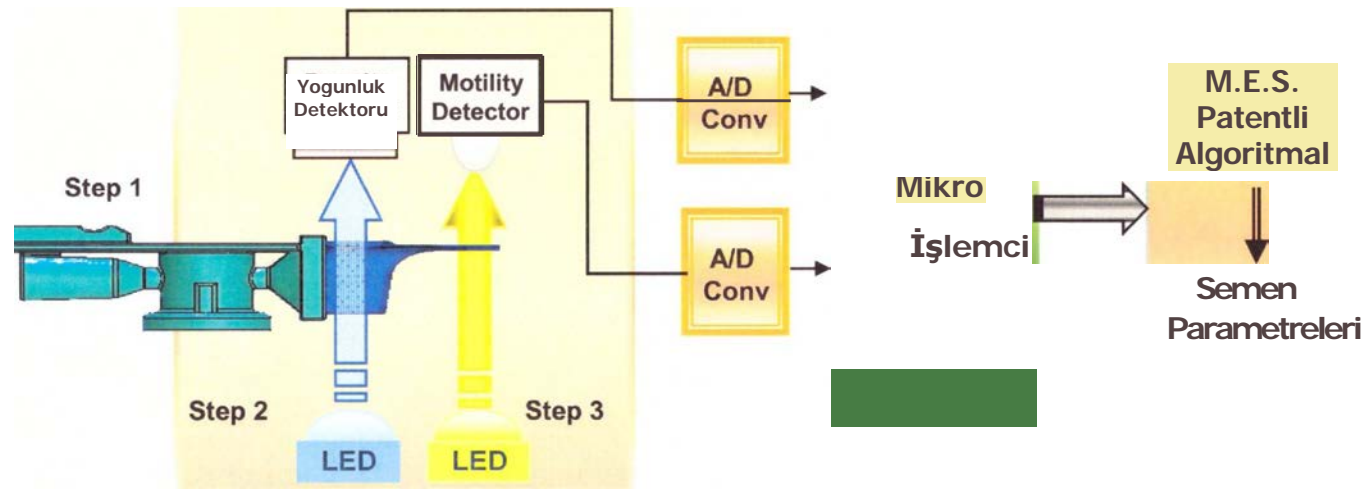 Yogunluk
Detektoru
Motility
Detector
A/D
Conv
M.E.S.
Patentli
Algoritmal
Step 1
Mikro
İşlemci
A/D
Conv
Semen
Parametreleri
Step 2
Step 3
LED
LED